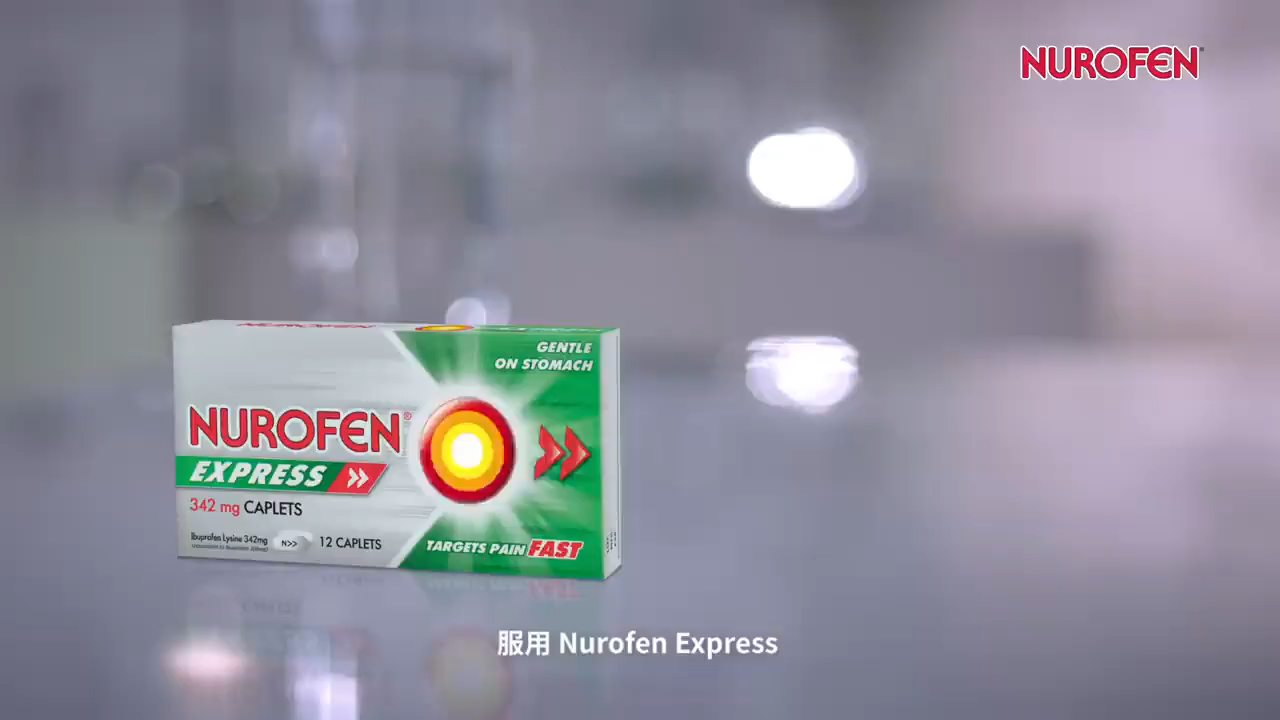 NUROFEN
GENTLE
ON STOMACH
NUROFEN®
EXPRESS
342 mg CAPLETS
Ibuprofen Lysine 342mg
N>>
12 CAPLETS
TARGETS PAIN FAST
服用 Nurofen Express